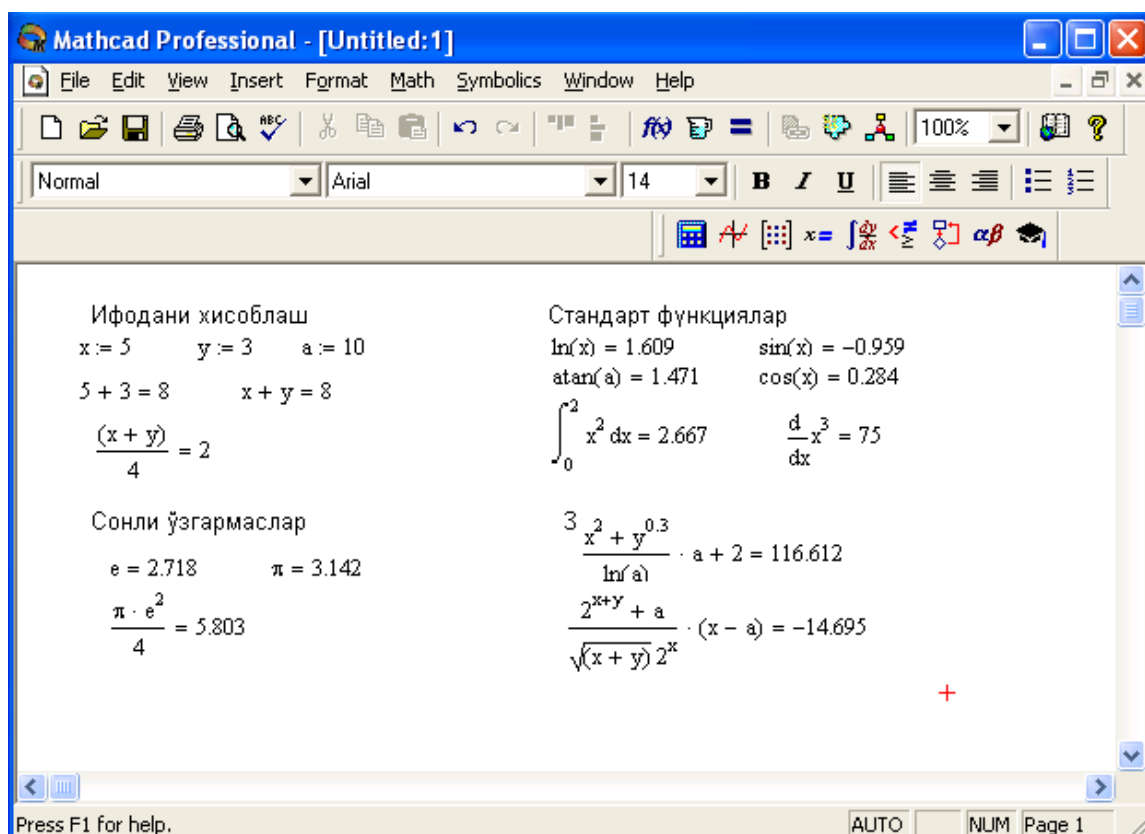 Mathcad Professional - [Untitled:1]
File Edit View Insert Format Math Symbolics Window Help
ABC f(x) = 100% ?
Normal Arial 14 B I U
x= ∫ dy/dx <≠≥ αβ
Ифодани хисоблаш
x := 5 y := 3 a := 10
5 + 3 = 8 x + y = 8
(x + y)/4 = 2
Сонли ўзгармаслар
e = 2.718 π = 3.142
(π · e^2)/4 = 5.803
Стандарт функциялар
ln(x) = 1.609 sin(x) = −0.959
atan(a) = 1.471 cos(x) = 0.284
∫_0^2 x^2 dx = 2.667 d/dx x^3 = 75
3 (x^2 + y^0.3)/ln(a) · a + 2 = 116.612
(2^(x+y) + a)/(√(x + y) 2^x) · (x − a) = −14.695
Press F1 for help. AUTO NUM Page 1